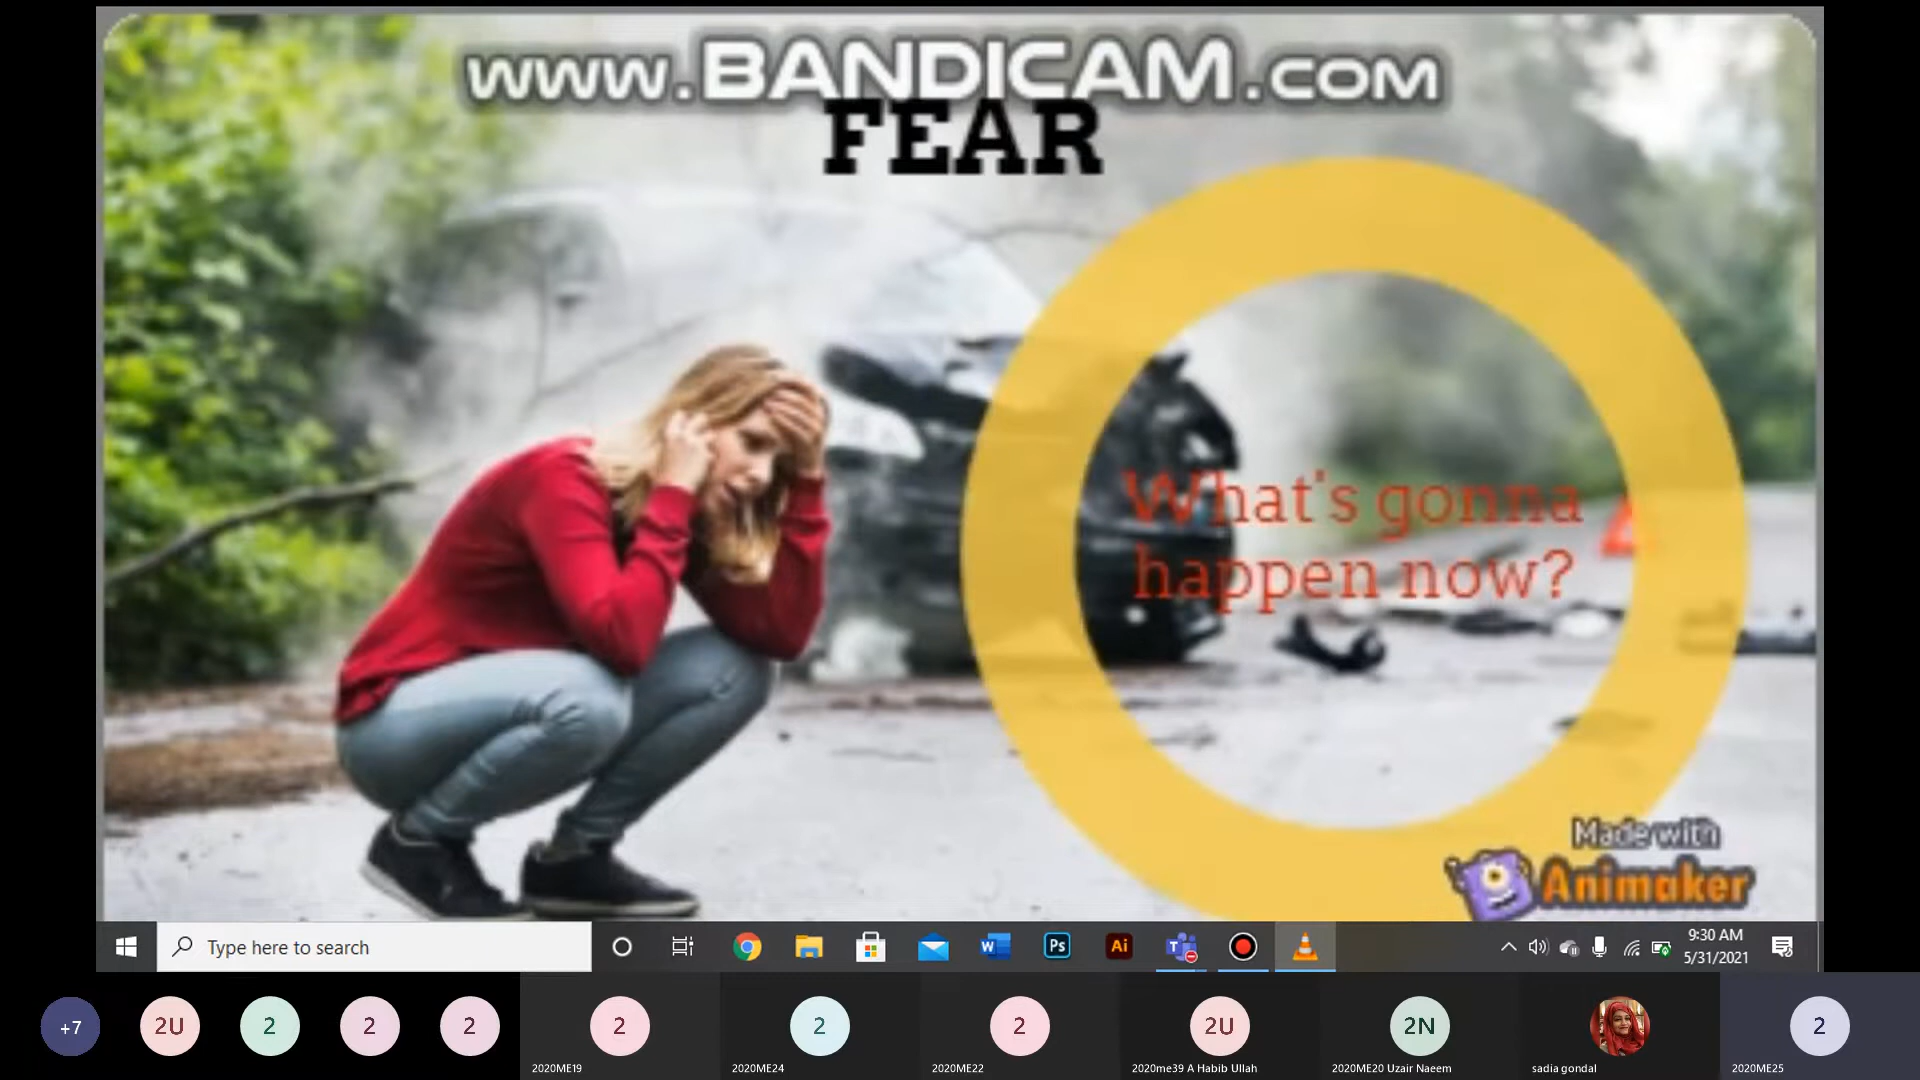 www.BANDICAM.com
FEAR
What's gonna
happen now?
Made with
Animaker
Type here to search
W
Ps
Ai
T
9:30 AM
5/31/2021
+7
2U
2
2
2
2
2
2
2U
2N
2
2020ME19
2020ME24
2020ME22
2020me39 A Habib Ullah
2020ME20 Uzair Naeem
sadia gondal
2020ME25